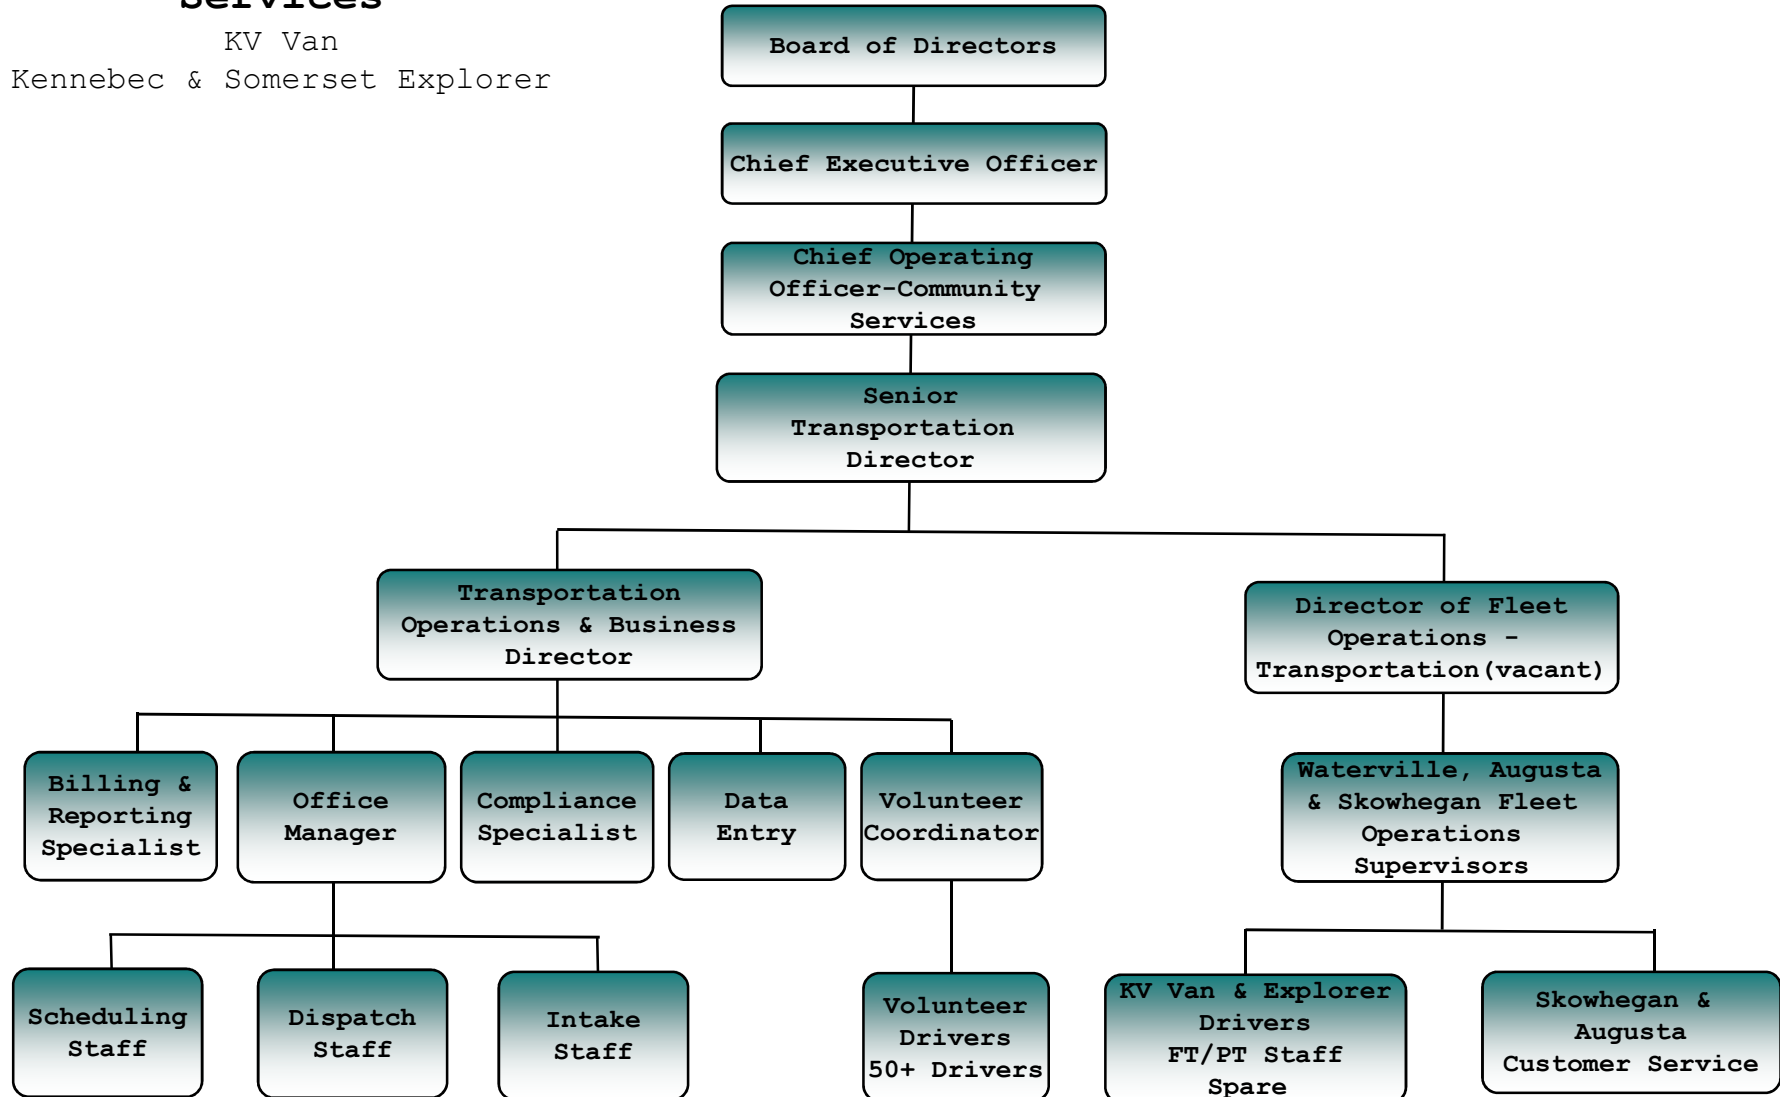 Services
KV Van
Kennebec & Somerset Explorer
Board of Directors
Chief Executive Officer
Chief Operating
Officer-Community
Services
Senior
Transportation
Director
Transportation
Operations & Business
Director
Director of Fleet
Operations -
Transportation(vacant)
Billing &
Reporting
Specialist
Office
Manager
Compliance
Specialist
Data
Entry
Volunteer
Coordinator
Waterville, Augusta
& Skowhegan Fleet
Operations
Supervisors
Scheduling
Staff
Dispatch
Staff
Intake
Staff
Volunteer
Drivers
50+ Drivers
KV Van & Explorer
Drivers
FT/PT Staff
Spare
Skowhegan &
Augusta
Customer Service